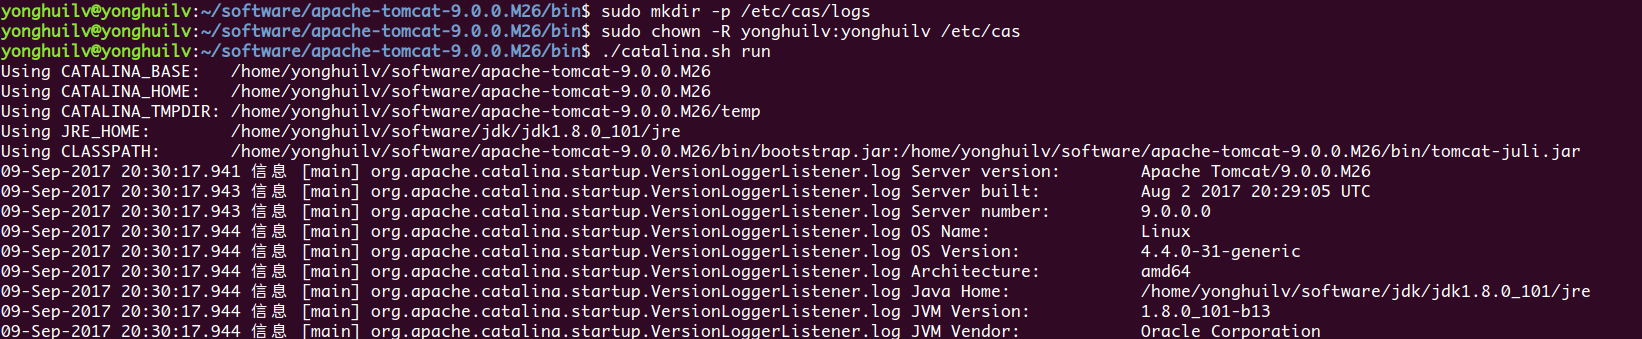 yonghuilv@yonghuilv:~/software/apache-tomcat-9.0.0.M26/bin$ sudo mkdir -p /etc/cas/logs
yonghuilv@yonghuilv:~/software/apache-tomcat-9.0.0.M26/bin$ sudo chown -R yonghuilv:yonghuilv /etc/cas
yonghuilv@yonghuilv:~/software/apache-tomcat-9.0.0.M26/bin$ ./catalina.sh run
Using CATALINA_BASE:   /home/yonghuilv/software/apache-tomcat-9.0.0.M26
Using CATALINA_HOME:   /home/yonghuilv/software/apache-tomcat-9.0.0.M26
Using CATALINA_TMPDIR: /home/yonghuilv/software/apache-tomcat-9.0.0.M26/temp
Using JRE_HOME:        /home/yonghuilv/software/jdk/jdk1.8.0_101/jre
Using CLASSPATH:       /home/yonghuilv/software/apache-tomcat-9.0.0.M26/bin/bootstrap.jar:/home/yonghuilv/software/apache-tomcat-9.0.0.M26/bin/tomcat-juli.jar
09-Sep-2017 20:30:17.941 信息 [main] org.apache.catalina.startup.VersionLoggerListener.log Server version:        Apache Tomcat/9.0.0.M26
09-Sep-2017 20:30:17.943 信息 [main] org.apache.catalina.startup.VersionLoggerListener.log Server built:          Aug 2 2017 20:29:05 UTC
09-Sep-2017 20:30:17.943 信息 [main] org.apache.catalina.startup.VersionLoggerListener.log Server number:         9.0.0.0
09-Sep-2017 20:30:17.944 信息 [main] org.apache.catalina.startup.VersionLoggerListener.log OS Name:               Linux
09-Sep-2017 20:30:17.944 信息 [main] org.apache.catalina.startup.VersionLoggerListener.log OS Version:            4.4.0-31-generic
09-Sep-2017 20:30:17.944 信息 [main] org.apache.catalina.startup.VersionLoggerListener.log Architecture:          amd64
09-Sep-2017 20:30:17.944 信息 [main] org.apache.catalina.startup.VersionLoggerListener.log Java Home:             /home/yonghuilv/software/jdk/jdk1.8.0_101/jre
09-Sep-2017 20:30:17.944 信息 [main] org.apache.catalina.startup.VersionLoggerListener.log JVM Version:           1.8.0_101-b13
09-Sep-2017 20:30:17.944 信息 [main] org.apache.catalina.startup.VersionLoggerListener.log JVM Vendor:            Oracle Corporation